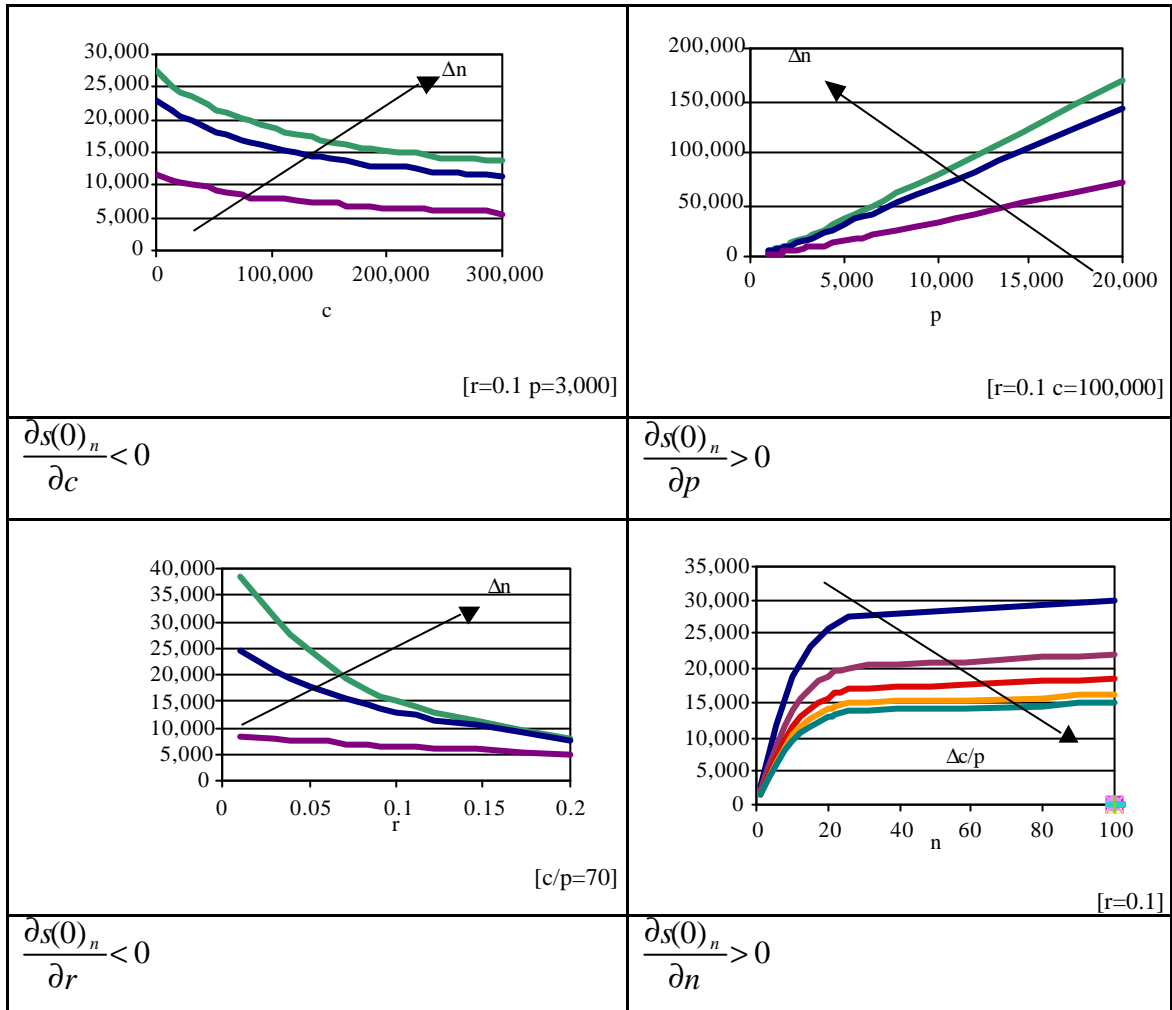 30,000
25,000
20,000
15,000
10,000
5,000
0
0 100,000 200,000 300,000
c
Δn
[r=0.1 p=3,000]
200,000
150,000
100,000
50,000
0
0 5,000 10,000 15,000 20,000
p
Δn
[r=0.1 c=100,000]
∂s(0)ₙ/∂c < 0
∂s(0)ₙ/∂p > 0
40,000
35,000
30,000
25,000
20,000
15,000
10,000
5,000
0
0 0.05 0.1 0.15 0.2
r
Δn
[c/p=70]
35,000
30,000
25,000
20,000
15,000
10,000
5,000
0
0 20 40 60 80 100
n
Δc/p
[r=0.1]
∂s(0)ₙ/∂r < 0
∂s(0)ₙ/∂n > 0